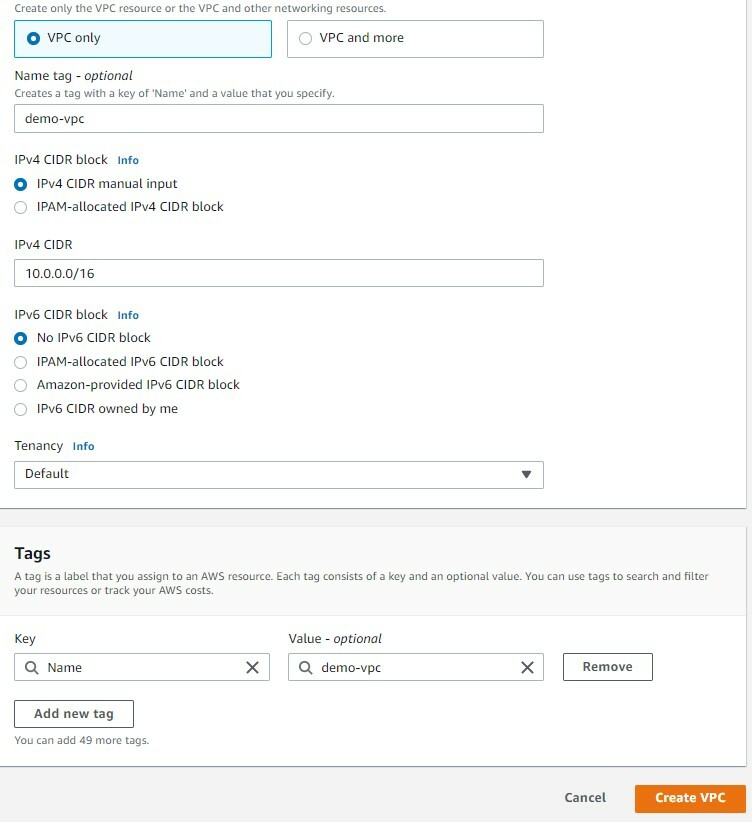 Create only the VPC resource or the VPC and other networking resources.
VPC only
VPC and more
Name tag - optional
Creates a tag with a key of 'Name' and a value that you specify.
demo-vpc
IPv4 CIDR block Info
IPv4 CIDR manual input
IPAM-allocated IPv4 CIDR block
IPv4 CIDR
10.0.0.0/16
IPv6 CIDR block Info
No IPv6 CIDR block
IPAM-allocated IPv6 CIDR block
Amazon-provided IPv6 CIDR block
IPv6 CIDR owned by me
Tenancy Info
Default
Tags
A tag is a label that you assign to an AWS resource. Each tag consists of a key and an optional value. You can use tags to search and filter
your resources or track your AWS costs.
Key
Value - optional
Name
demo-vpc
Remove
Add new tag
You can add 49 more tags.
Cancel
Create VPC